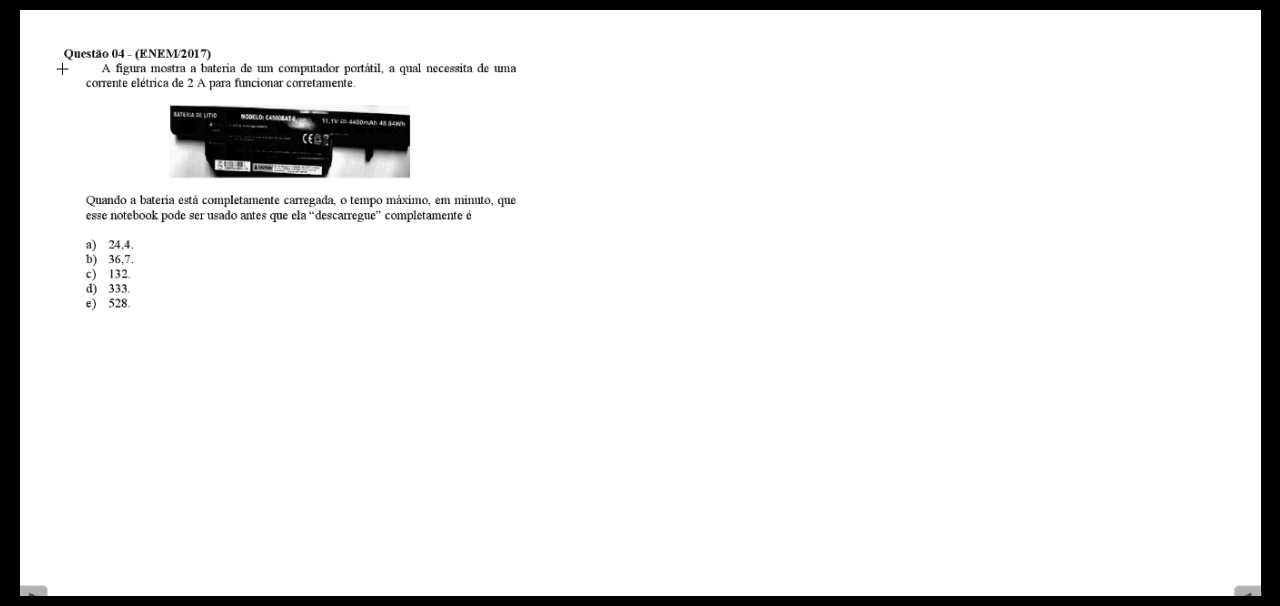 Questão 04 - (ENEM/2017)
A figura mostra a bateria de um computador portátil, a qual necessita de uma
corrente elétrica de 2 A para funcionar corretamente.
BATERIA DE LITIO MODELO: C4500BAT-6 11.1V 4400mAh 48.84Wh
CE
Quando a bateria está completamente carregada, o tempo máximo, em minuto, que
esse notebook pode ser usado antes que ela “descarregue” completamente é
a) 24,4.
b) 36,7.
c) 132.
d) 333.
e) 528.